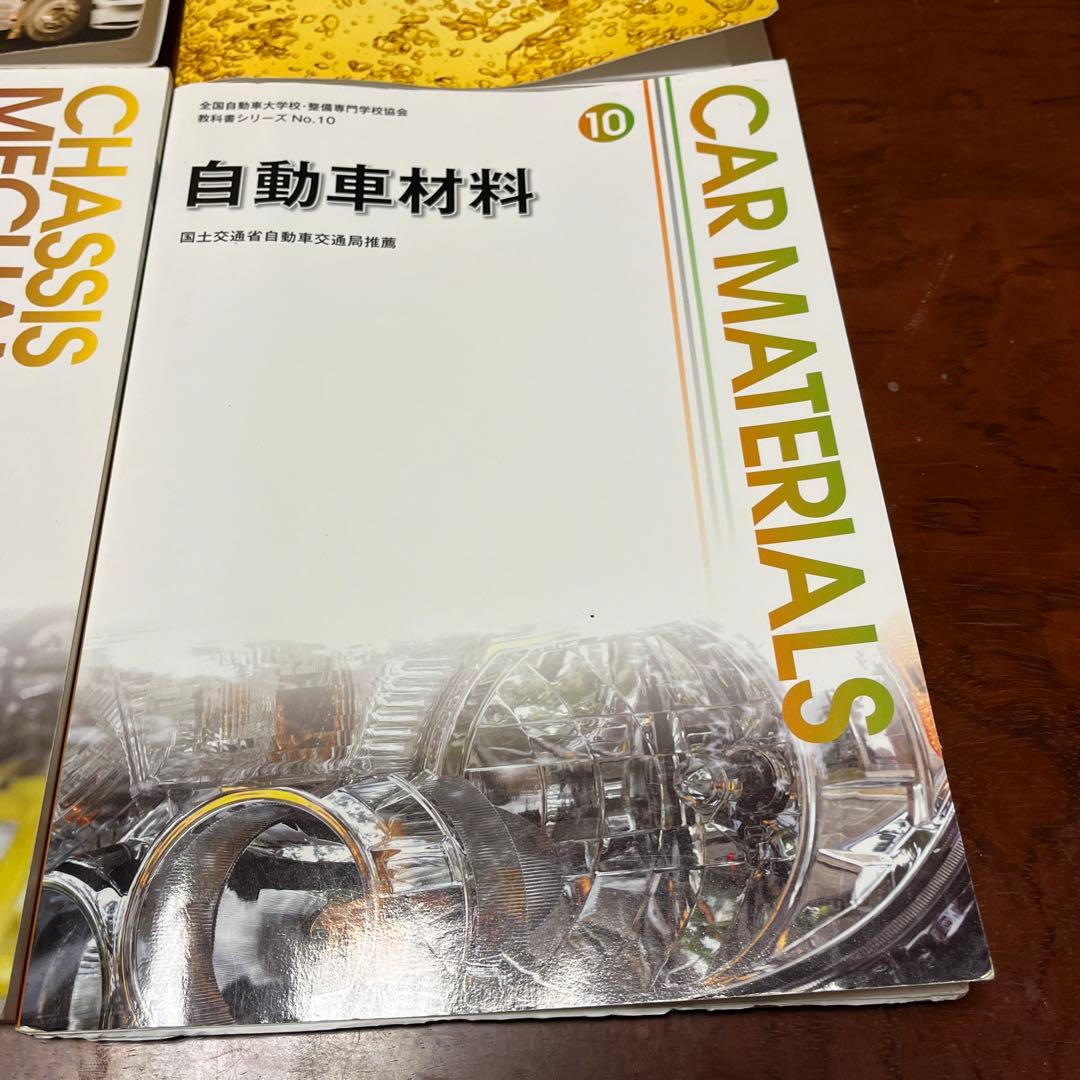 CHASSIS
全国自動車大学校・整備専門学校協会
教科書シリーズ No.10
10
自動車材料
国土交通省自動車交通局推薦
CAR MATERIALS